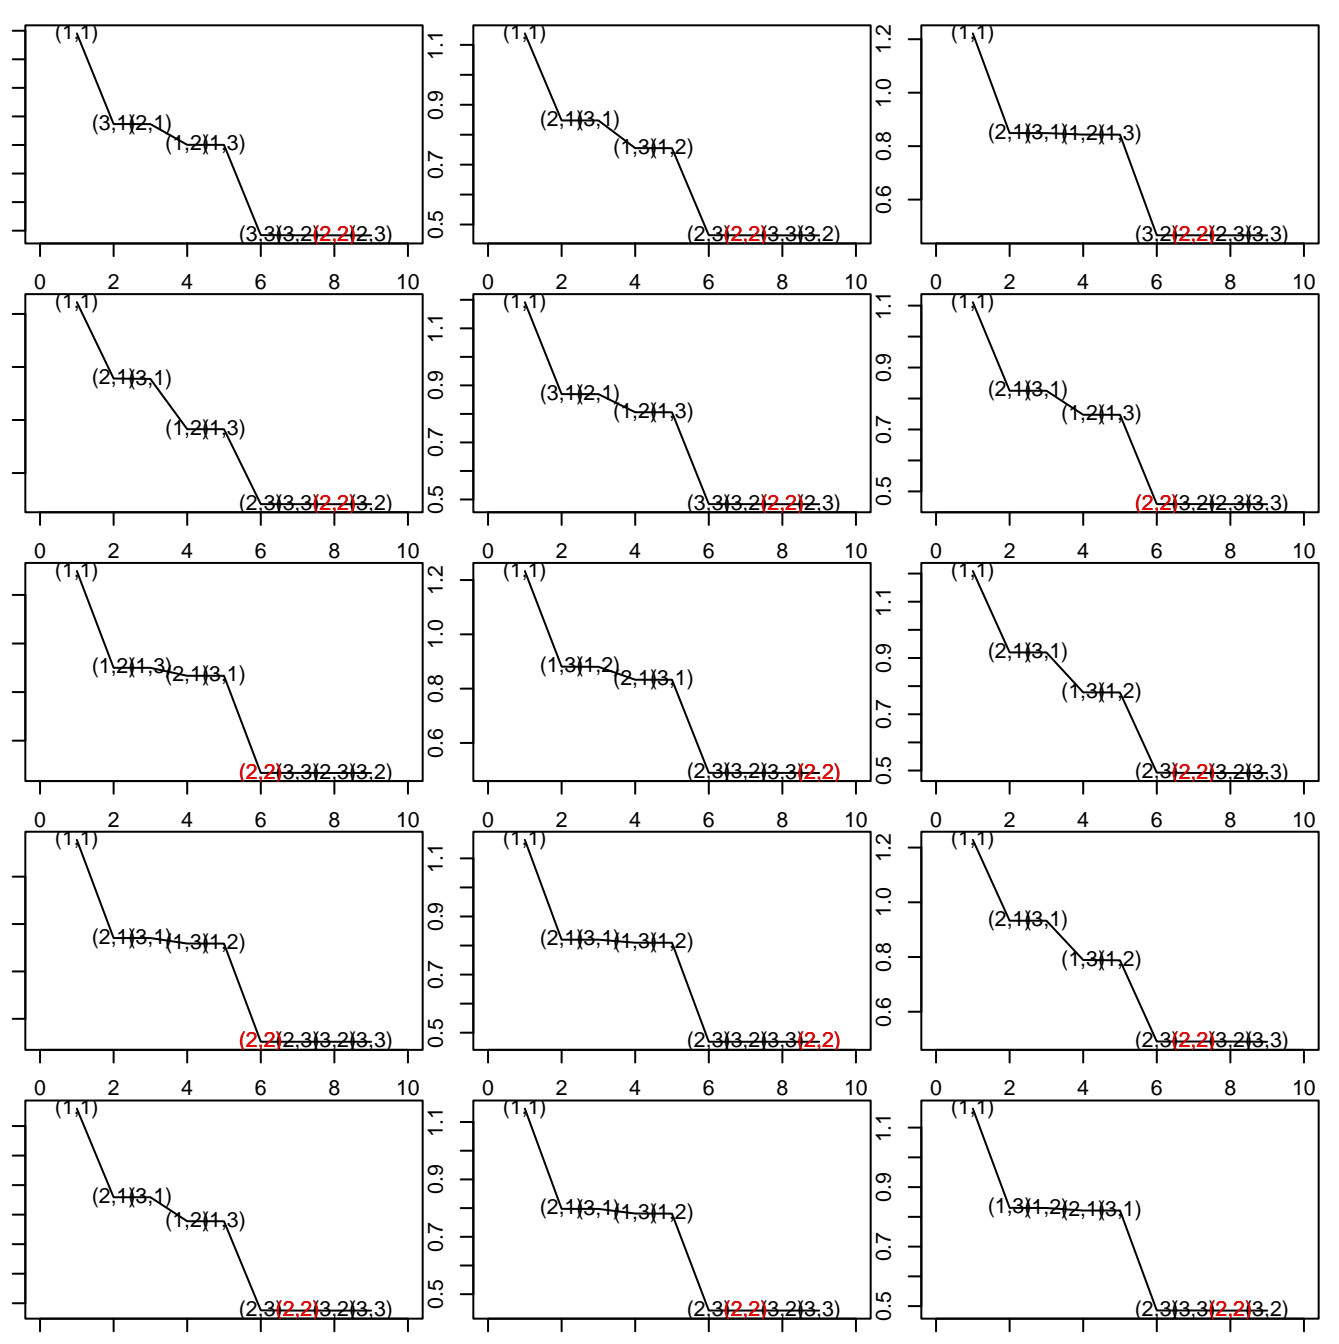 (1,1) (3,1) (2,1) (1,2) (1,3) (3,3) (3,2) (2,2) (2,3)
0.5 0.7 0.9 1.1
(1,1) (2,1) (3,1) (1,3) (1,2) (2,3) (2,2) (3,3) (3,2)
0.6 0.8 1.0 1.2
(1,1) (2,1) (3,1) (1,2) (1,3) (3,2) (2,2) (2,3) (3,3)
0 2 4 6 8 10 0 2 4 6 8 10 0 2 4 6 8 10
(1,1) (2,1) (3,1) (1,2) (1,3) (2,3) (3,3) (2,2) (3,2)
0.5 0.7 0.9 1.1
(1,1) (3,1) (2,1) (1,2) (1,3) (3,3) (3,2) (2,2) (2,3)
0.5 0.7 0.9 1.1
(1,1) (2,1) (3,1) (1,2) (1,3) (2,2) (3,2) (2,3) (3,3)
0 2 4 6 8 10 0 2 4 6 8 10 0 2 4 6 8 10
(1,1) (1,2) (1,3) (2,1) (3,1) (2,2) (3,3) (2,3) (3,2)
0.6 0.8 1.0 1.2
(1,1) (1,3) (1,2) (2,1) (3,1) (2,3) (3,2) (3,3) (2,2)
0.5 0.7 0.9 1.1
(1,1) (2,1) (3,1) (1,3) (1,2) (2,3) (2,2) (3,2) (3,3)
0 2 4 6 8 10 0 2 4 6 8 10 0 2 4 6 8 10
(1,1) (2,1) (3,1) (1,3) (1,2) (2,2) (2,3) (3,2) (3,3)
0.5 0.7 0.9 1.1
(1,1) (2,1) (3,1) (1,3) (1,2) (2,3) (3,2) (3,3) (2,2)
0.6 0.8 1.0 1.2
(1,1) (2,1) (3,1) (1,3) (1,2) (2,3) (2,2) (3,2) (3,3)
0 2 4 6 8 10 0 2 4 6 8 10 0 2 4 6 8 10
(1,1) (2,1) (3,1) (1,2) (1,3) (2,3) (2,2) (3,2) (3,3)
0.5 0.7 0.9 1.1
(1,1) (2,1) (3,1) (1,3) (1,2) (2,3) (2,2) (3,3) (3,2)
0.5 0.7 0.9 1.1
(1,1) (1,3) (1,2) (2,1) (3,1) (2,3) (3,3) (2,2) (3,2)